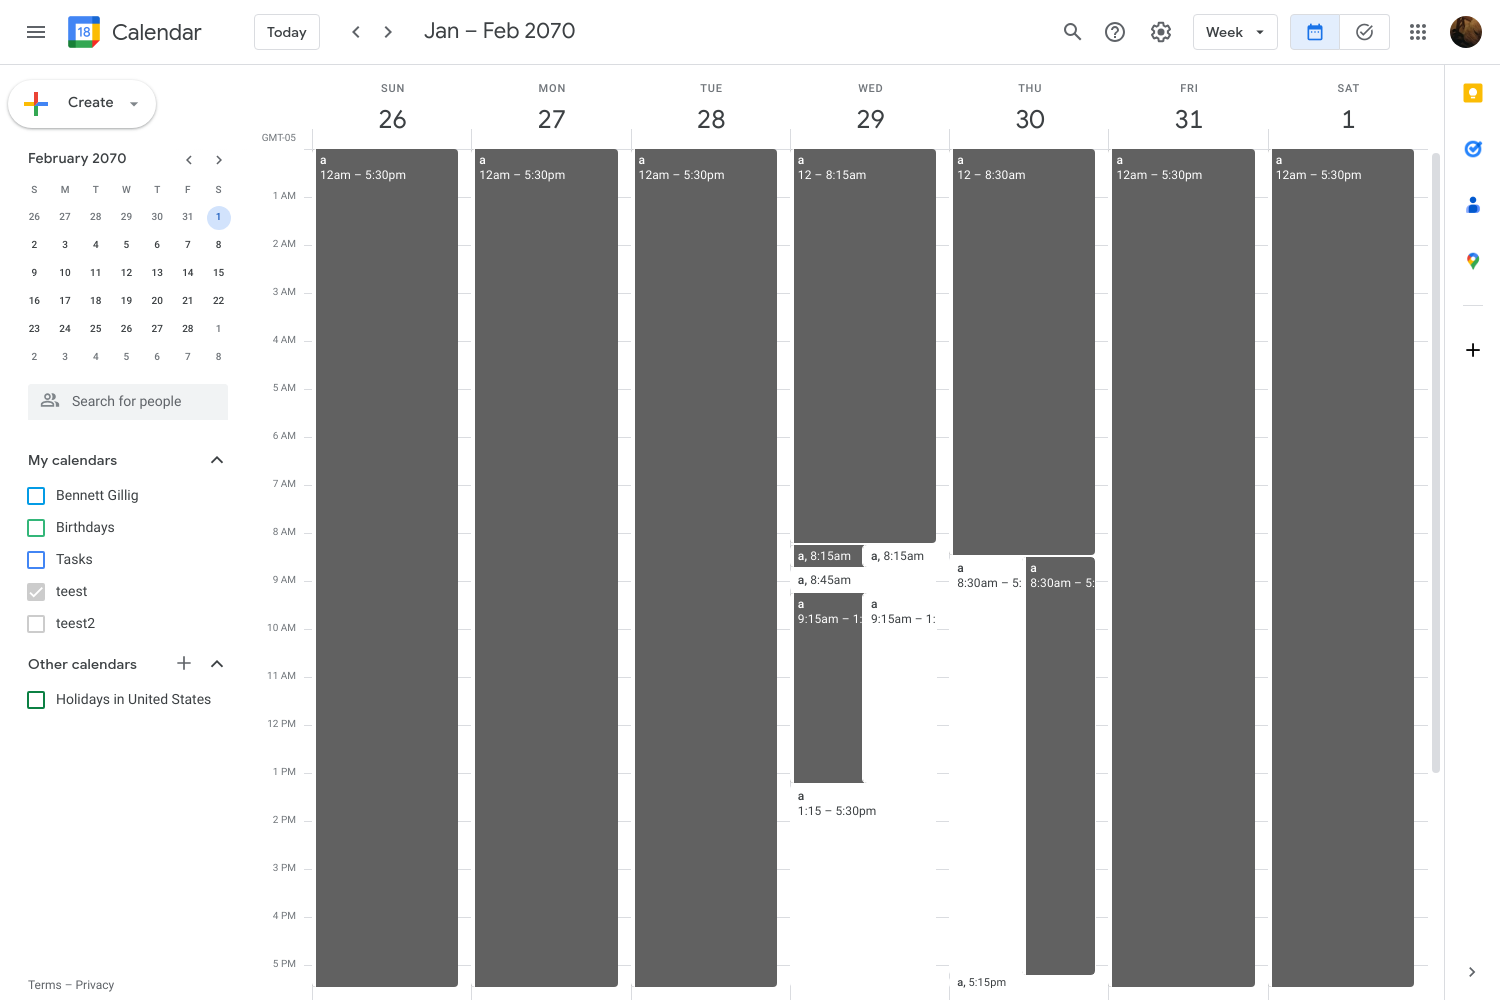 18 Calendar Today Jan – Feb 2070 Week
Create
February 2070
S M T W T F S
26 27 28 29 30 31 1
2 3 4 5 6 7 8
9 10 11 12 13 14 15
16 17 18 19 20 21 22
23 24 25 26 27 28 1
2 3 4 5 6 7 8
Search for people
My calendars
Bennett Gillig
Birthdays
Tasks
teest
teest2
Other calendars
Holidays in United States
Terms – Privacy
SUN MON TUE WED THU FRI SAT
26 27 28 29 30 31 1
GMT-05
1 AM
2 AM
3 AM
4 AM
5 AM
6 AM
7 AM
8 AM
9 AM
10 AM
11 AM
12 PM
1 PM
2 PM
3 PM
4 PM
5 PM
a
12am – 5:30pm
a
12am – 5:30pm
a
12am – 5:30pm
a
12 – 8:15am
a, 8:15am
a, 8:15am
a, 8:45am
a
9:15am – 1:
a
9:15am – 1:
a
1:15 – 5:30pm
a
12 – 8:30am
a
8:30am – 5:
a
8:30am – 5:
a, 5:15pm
a
12am – 5:30pm
a
12am – 5:30pm